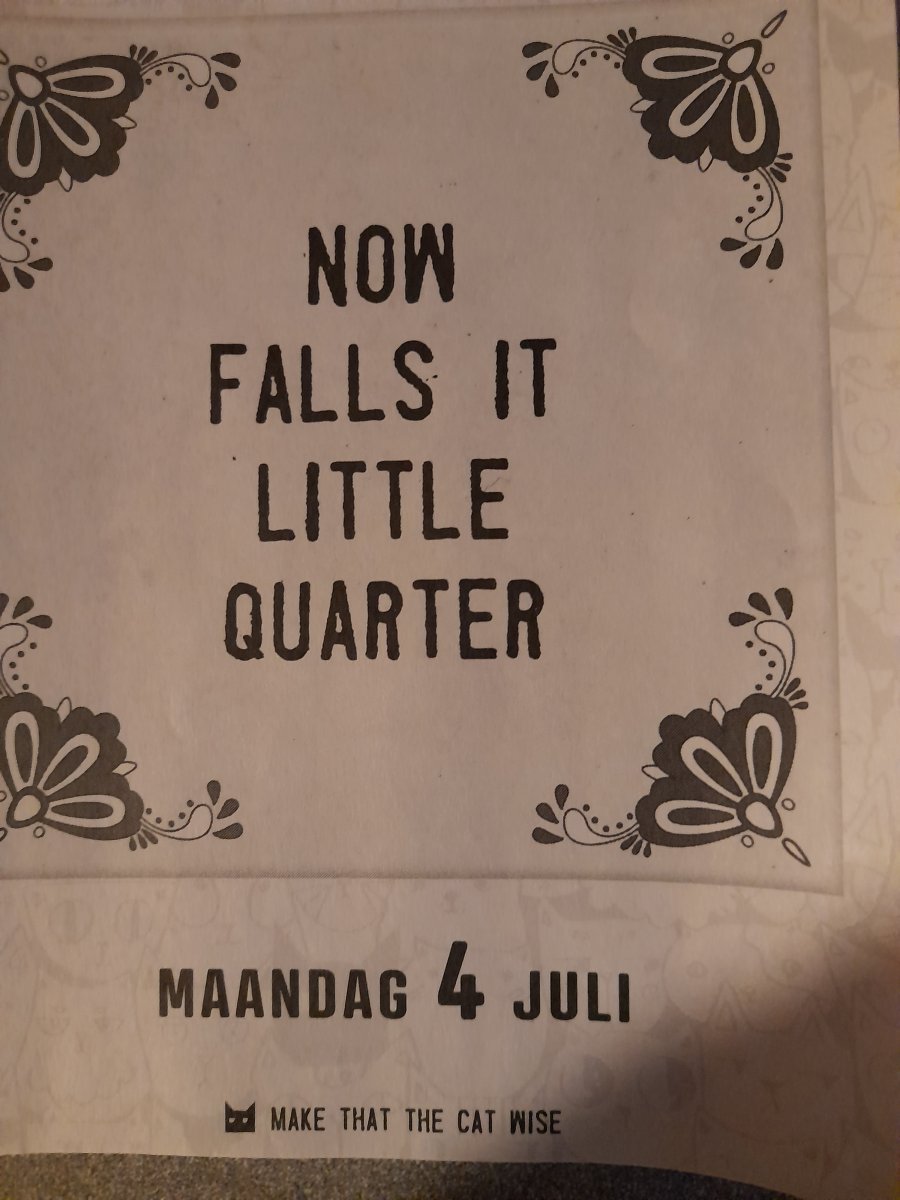 NOW
FALLS IT
LITTLE
QUARTER
MAANDAG 4 JULI
MAKE THAT THE CAT WISE